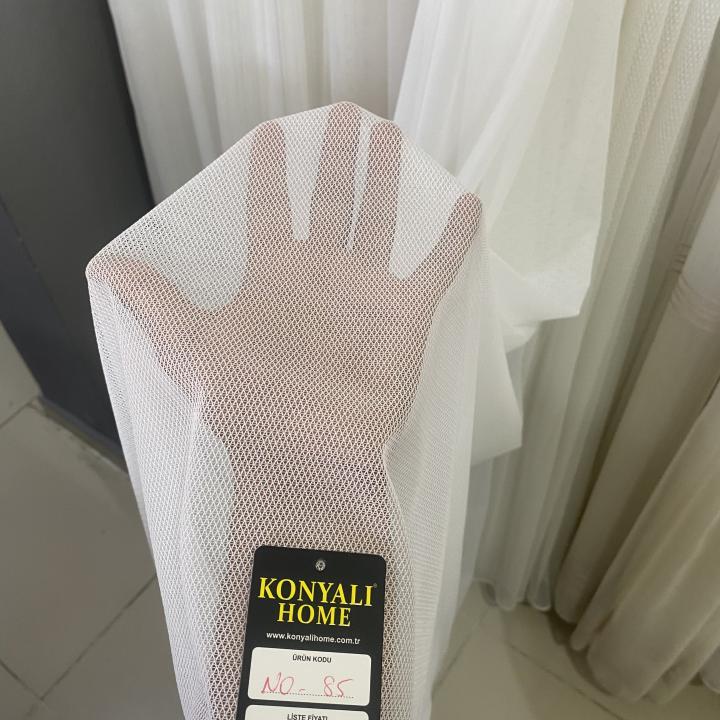 KONYALI®
HOME
www.konyalihome.com.tr
ÜRÜN KODU
NO - 85
LİSTE FİYATI